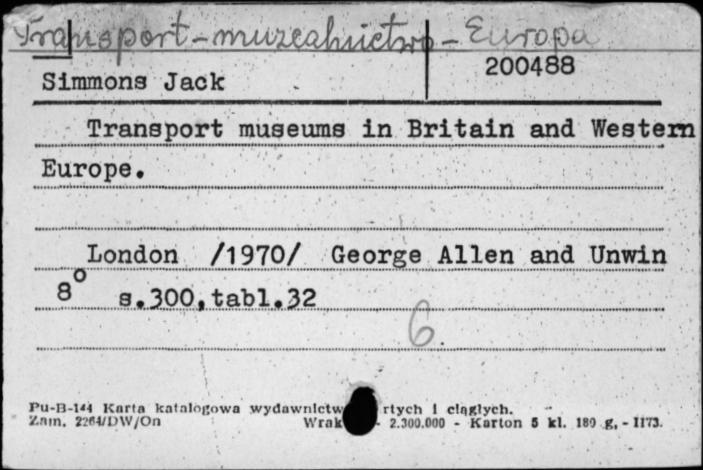 Transport - muzealnictwo - Europa
200488
Simmons Jack
Transport museums in Britain and Western
Europe.
London /1970/ George Allen and Unwin
8° s.300,tabl.32
6
Pu-B-144 Karta katalogowa wydawnictw rtych i ciągłych.
Zam. 2264/DW/On Wrak - 2.300.000 - Karton 5 kl. 180 g. - II73.